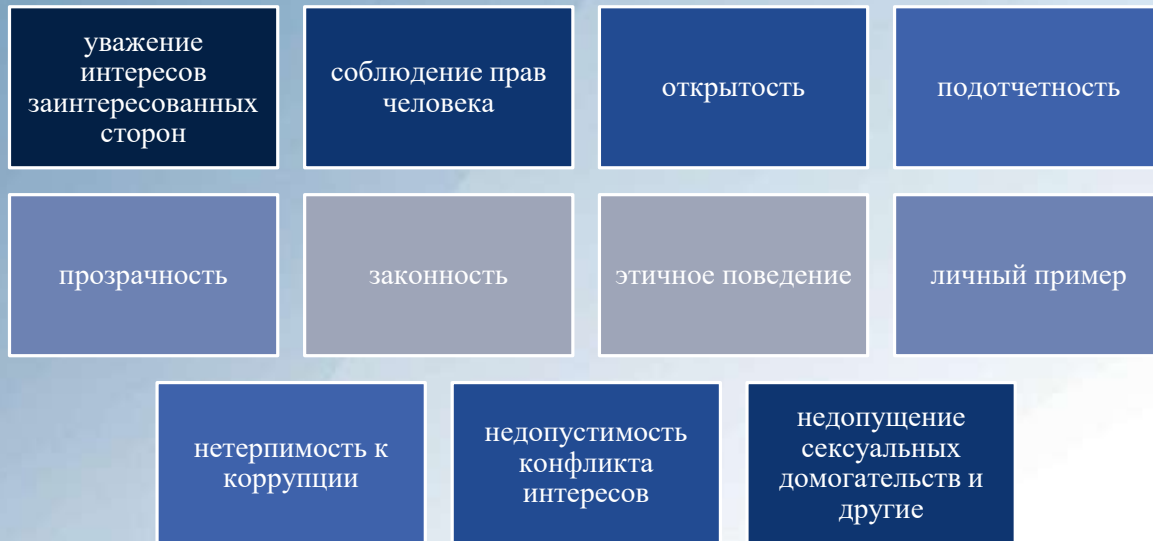 уважение
интересов
заинтересованных
сторон
соблюдение прав
человека
открытость
подотчетность
прозрачность
законность
этичное поведение
личный пример
нетерпимость к
коррупции
недопустимость
конфликта
интересов
недопущение
сексуальных
домогательств и
другие